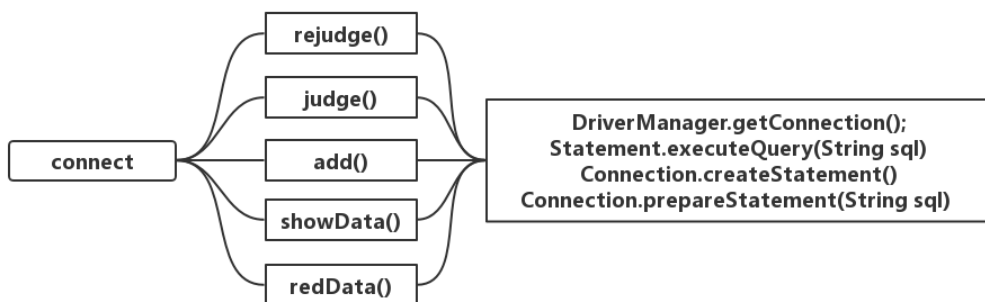 connect
rejudge()
judge()
add()
showData()
redData()
DriverManager.getConnection();
Statement.executeQuery(String sql)
Connection.createStatement()
Connection.prepareStatement(String sql)